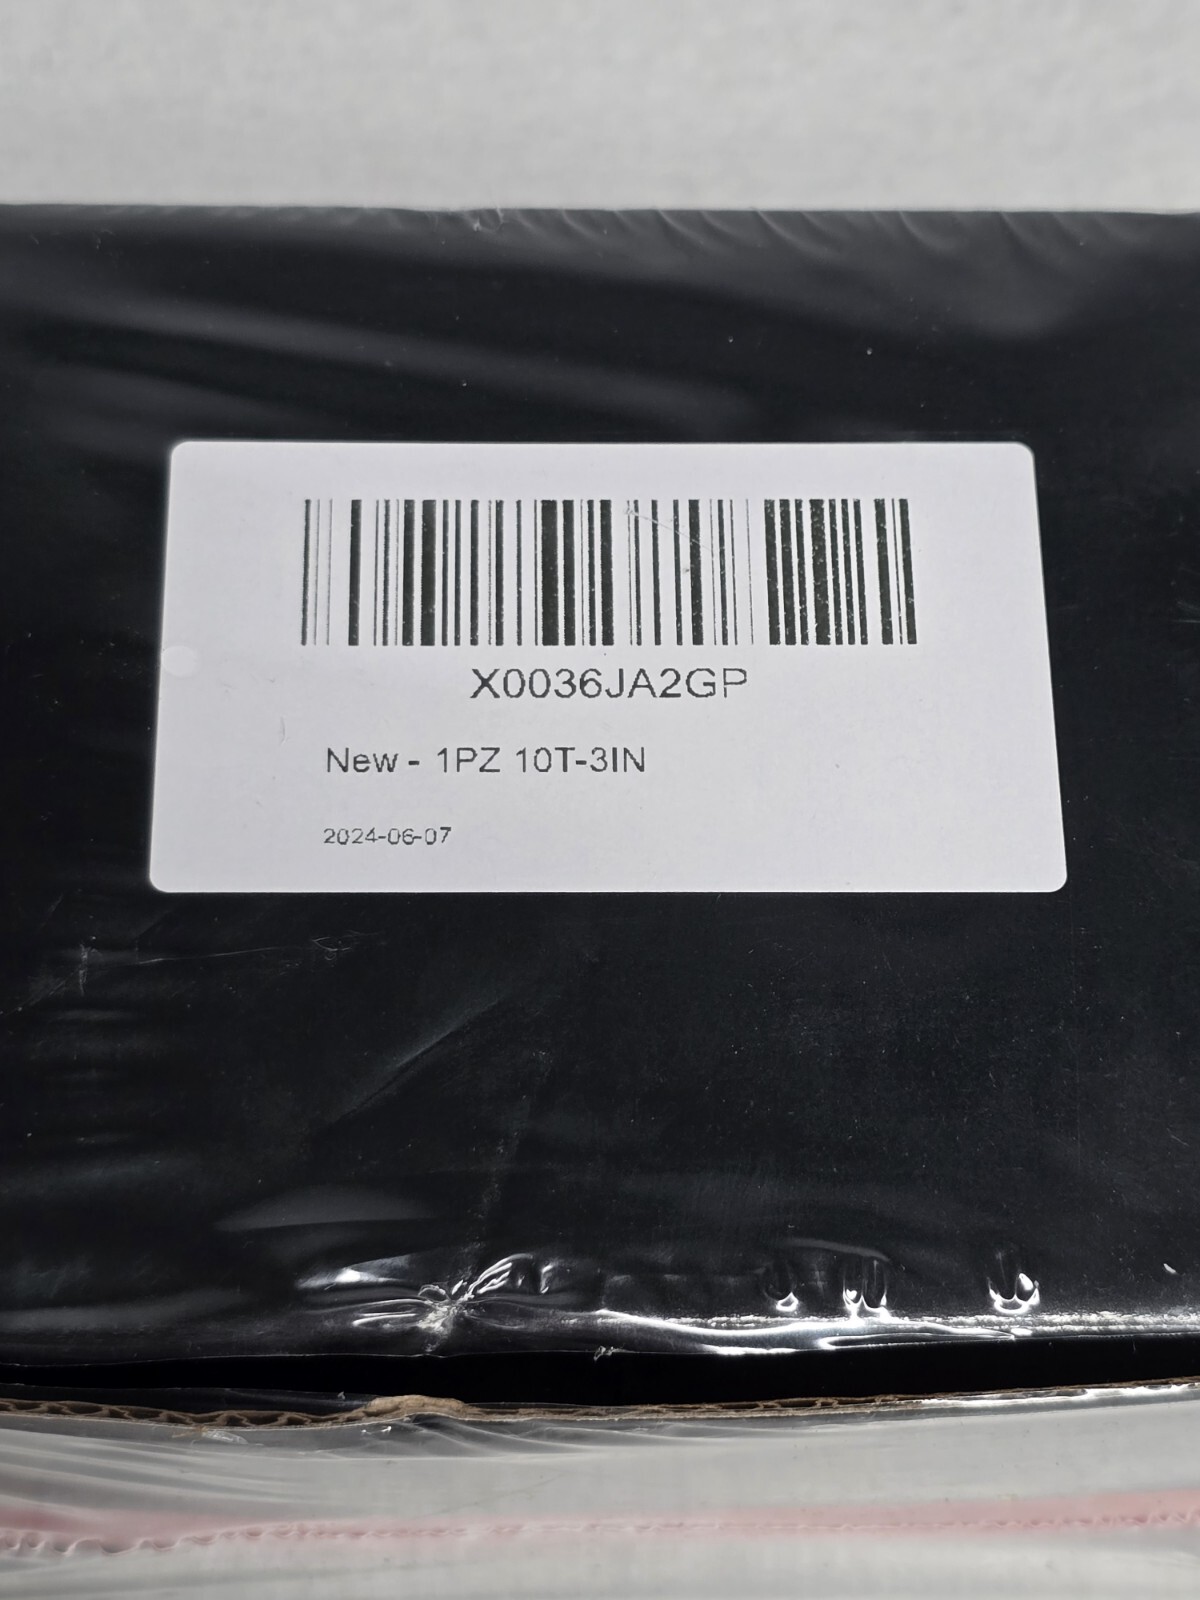 X0036JA2GP
New - 1PZ 10T-3IN
2024-06-07